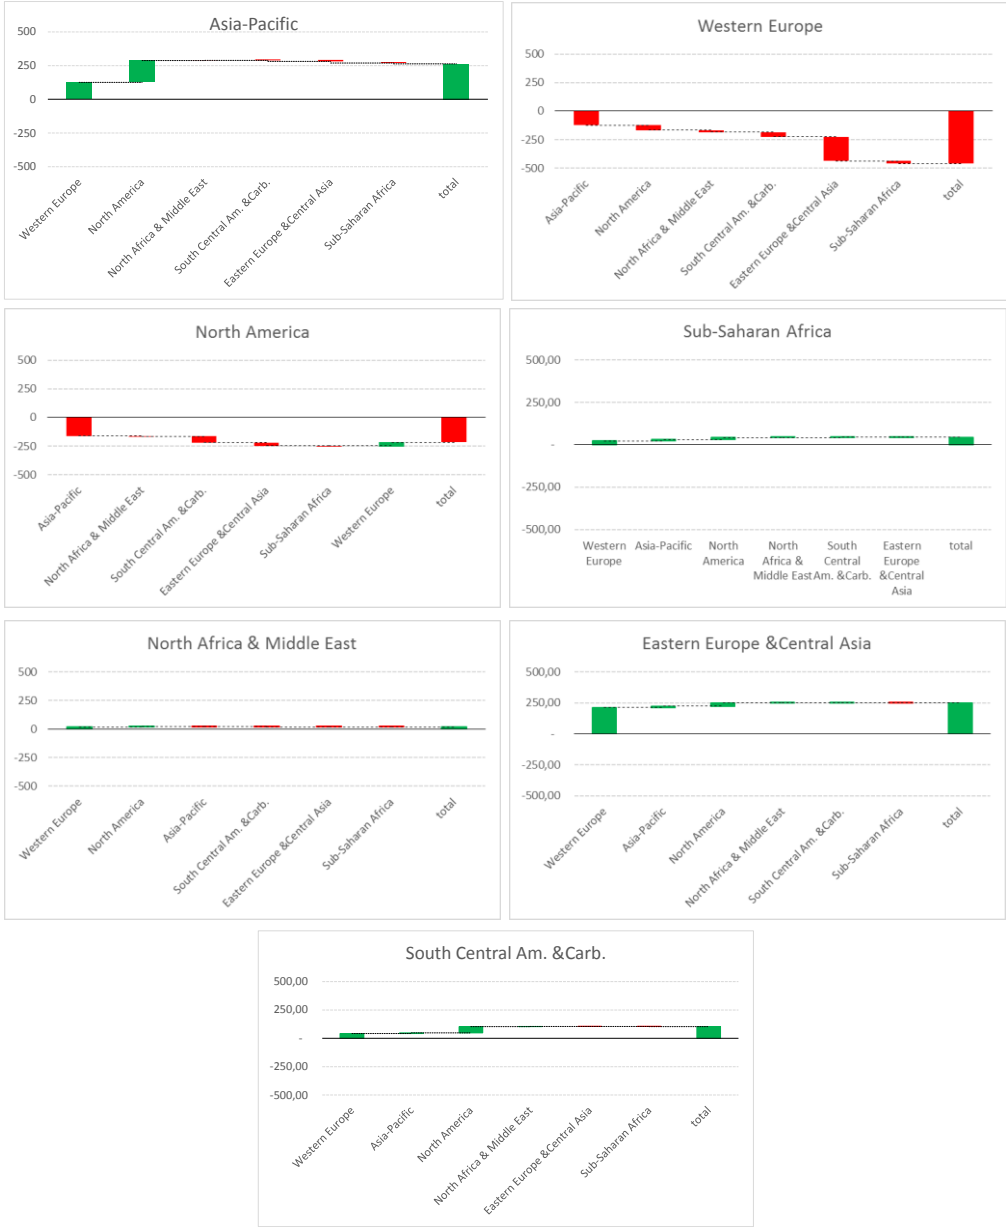 Asia-Pacific
500
250
0
-250
-500
Western Europe
North America
North Africa & Middle East
South Central Am. &Carb.
Eastern Europe &Central Asia
Sub-Saharan Africa
total
Western Europe
500
250
0
-250
-500
Asia-Pacific
North America
North Africa & Middle East
South Central Am. &Carb.
Eastern Europe &Central Asia
Sub-Saharan Africa
total
North America
500
250
0
-250
-500
Asia-Pacific
North Africa & Middle East
South Central Am. &Carb.
Eastern Europe &Central Asia
Sub-Saharan Africa
Western Europe
total
Sub-Saharan Africa
500,00
250,00
-
-250,00
-500,00
Western
Europe
Asia-Pacific
North
America
North
Africa &
Middle East
South
Central
Am. &Carb.
Eastern
Europe
&Central
Asia
total
North Africa & Middle East
500
250
0
-250
-500
Western Europe
North America
Asia-Pacific
South Central Am. &Carb.
Eastern Europe &Central Asia
Sub-Saharan Africa
total
Eastern Europe &Central Asia
500,00
250,00
-
-250,00
-500,00
Western Europe
Asia-Pacific
North America
North Africa & Middle East
South Central Am. &Carb.
Sub-Saharan Africa
total
South Central Am. &Carb.
500,00
250,00
-
-250,00
-500,00
Western Europe
Asia-Pacific
North America
North Africa & Middle East
Eastern Europe &Central Asia
Sub-Saharan Africa
total